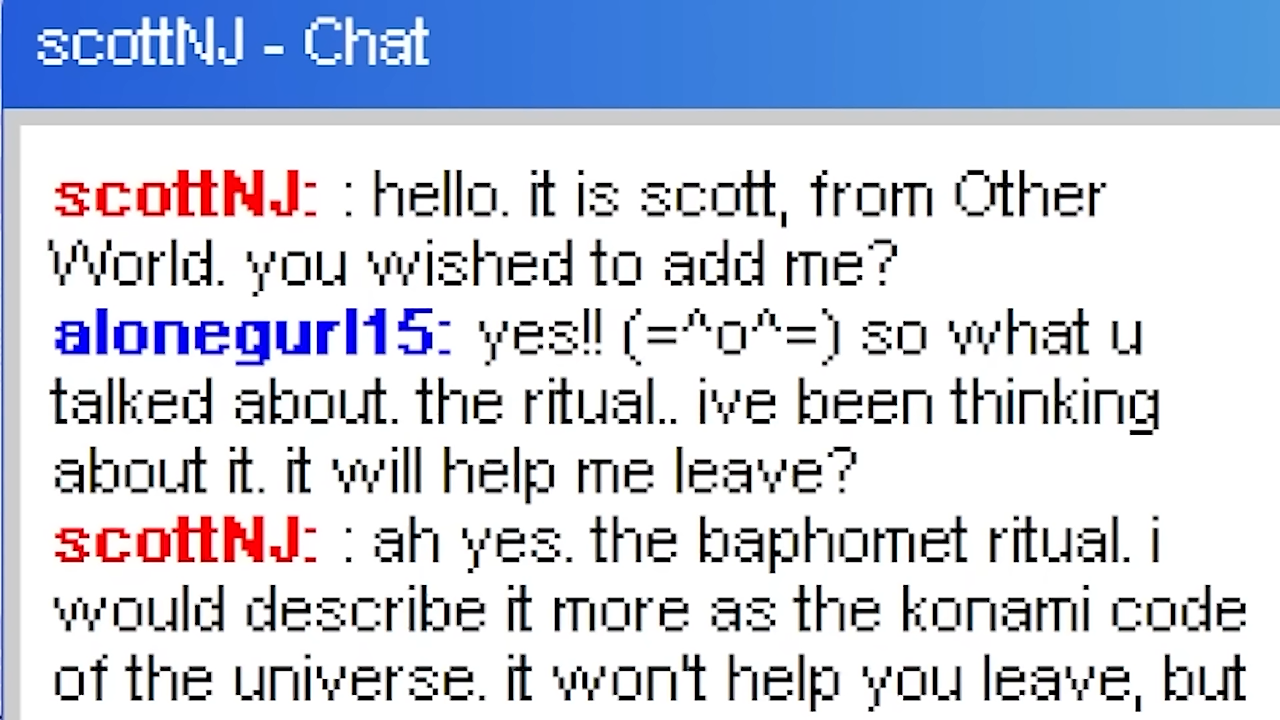 scottNJ - Chat
scottNJ: : hello. it is scott, from Other
World. you wished to add me?
alonegurl15: yes!! (=^o^=) so what u
talked about. the ritual.. ive been thinking
about it. it will help me leave?
scottNJ: : ah yes. the baphomet ritual. i
would describe it more as the konami code
of the universe. it won't help you leave, but